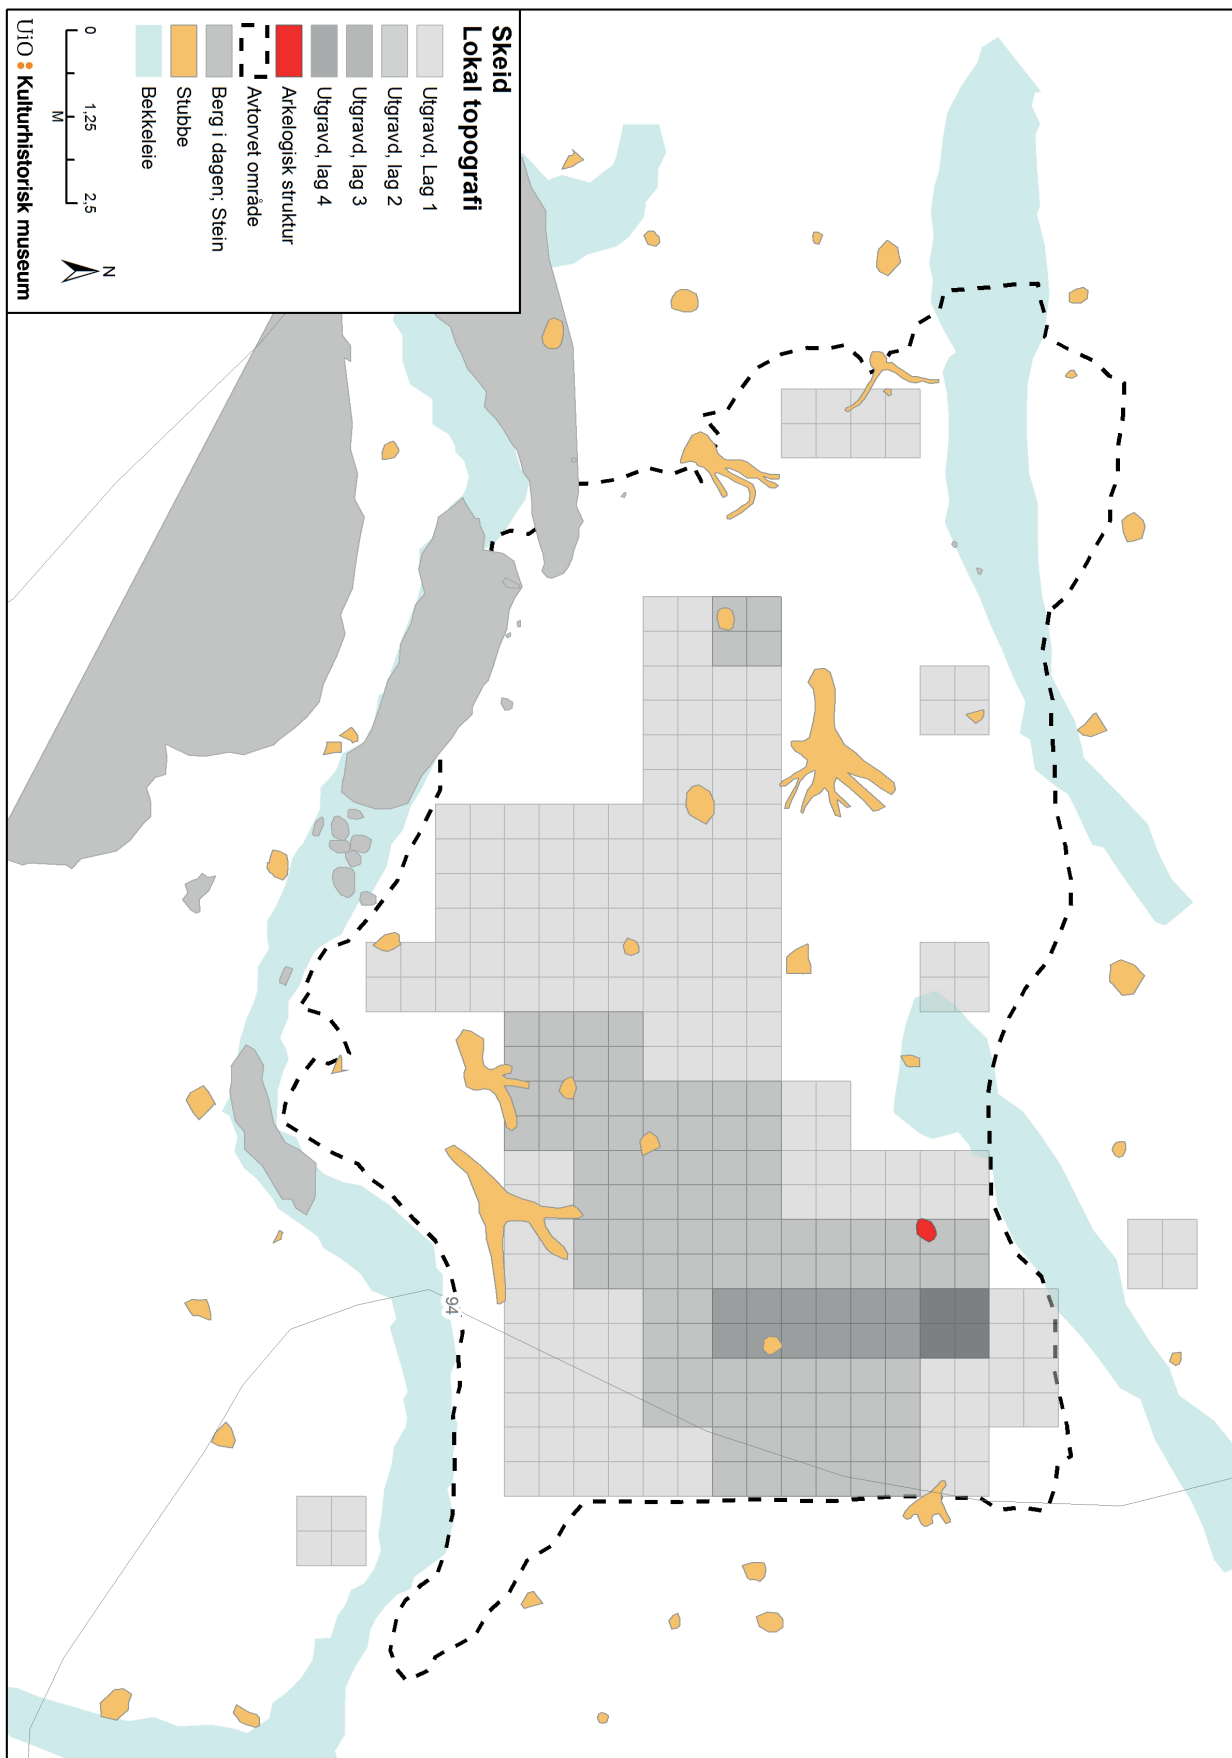 Skeid
Lokal topografi
Utgravd, Lag 1
Utgravd, lag 2
Utgravd, lag 3
Utgravd, lag 4
Arkelogisk struktur
Avtorvet område
Berg i dagen; Stein
Stubbe
Bekkeleie
0 1,25 2,5
M
N
UiO : Kulturhistorisk museum
94